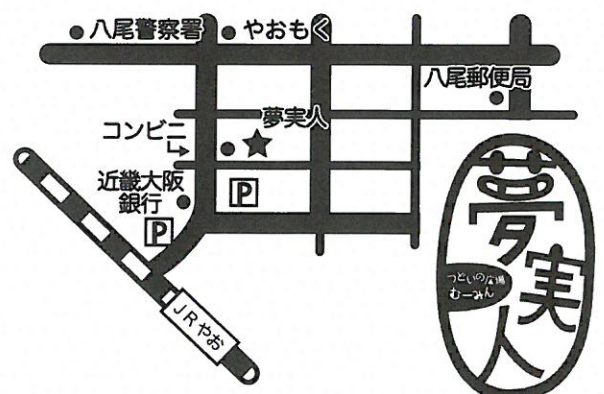 八尾警察署
やおもく
八尾郵便局
夢実人
コンビニ
近畿大阪
銀行
P
P
JRやお
夢実人
つどいの広場
むーみん